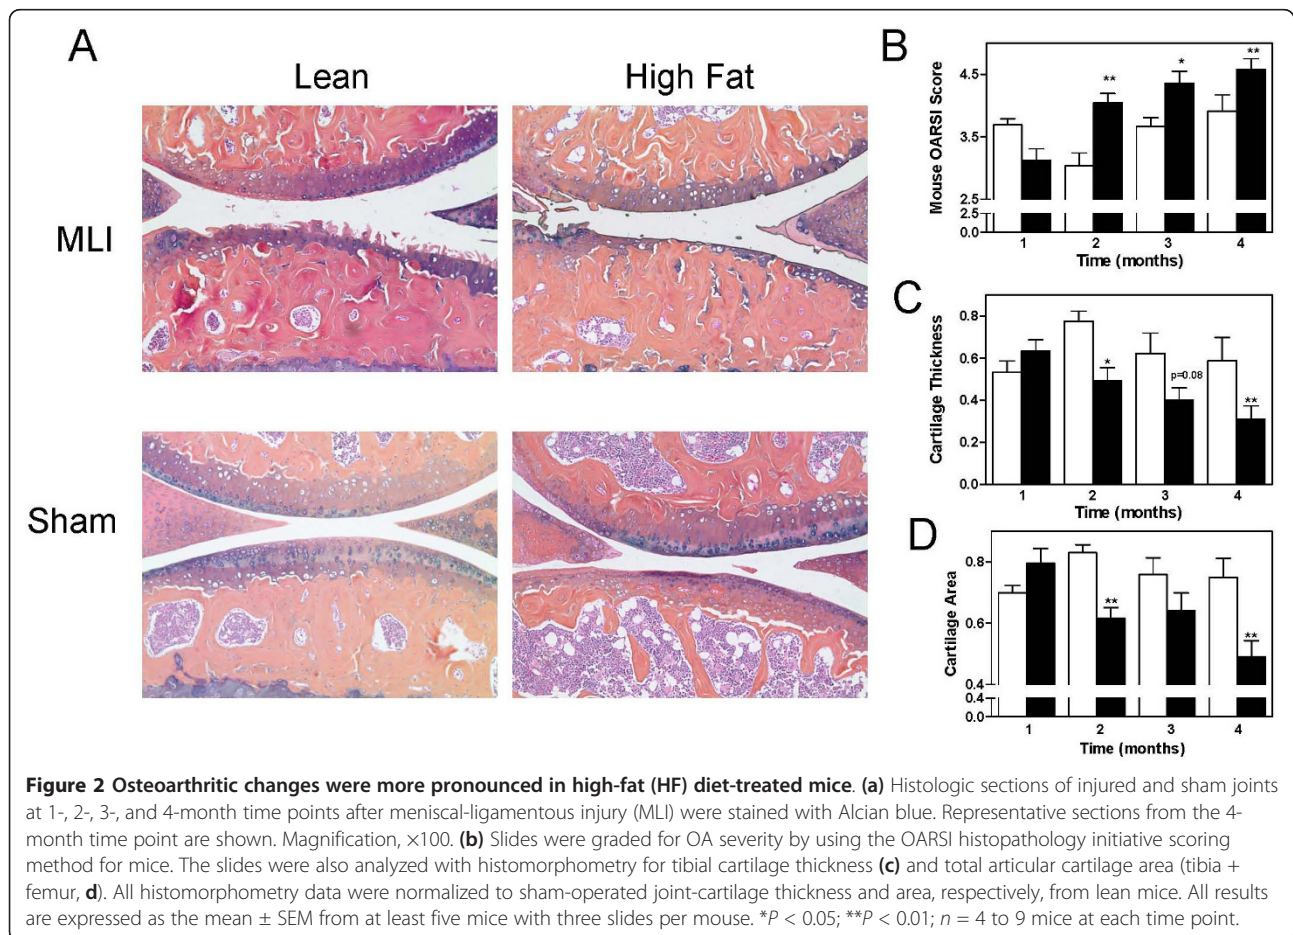 A
Lean
High Fat
MLI
Sham
B
Mouse OARSI Score
4.5
3.5
2.5
2.5
0.0
**
*
**
1 2 3 4
Time (months)
C
Cartilage Thickness
0.8
0.6
0.4
0.2
0.0
*
p=0.08
**
1 2 3 4
Time (months)
D
Cartilage Area
0.8
0.6
0.4
0.4
0.0
**
**
1 2 3 4
Time (months)
Figure 2 Osteoarthritic changes were more pronounced in high-fat (HF) diet-treated mice. (a) Histologic sections of injured and sham joints
at 1-, 2-, 3-, and 4-month time points after meniscal-ligamentous injury (MLI) were stained with Alcian blue. Representative sections from the 4-
month time point are shown. Magnification, ×100. (b) Slides were graded for OA severity by using the OARSI histopathology initiative scoring
method for mice. The slides were also analyzed with histomorphometry for tibial cartilage thickness (c) and total articular cartilage area (tibia +
femur, d). All histomorphometry data were normalized to sham-operated joint-cartilage thickness and area, respectively, from lean mice. All results
are expressed as the mean ± SEM from at least five mice with three slides per mouse. *P < 0.05; **P < 0.01; n = 4 to 9 mice at each time point.